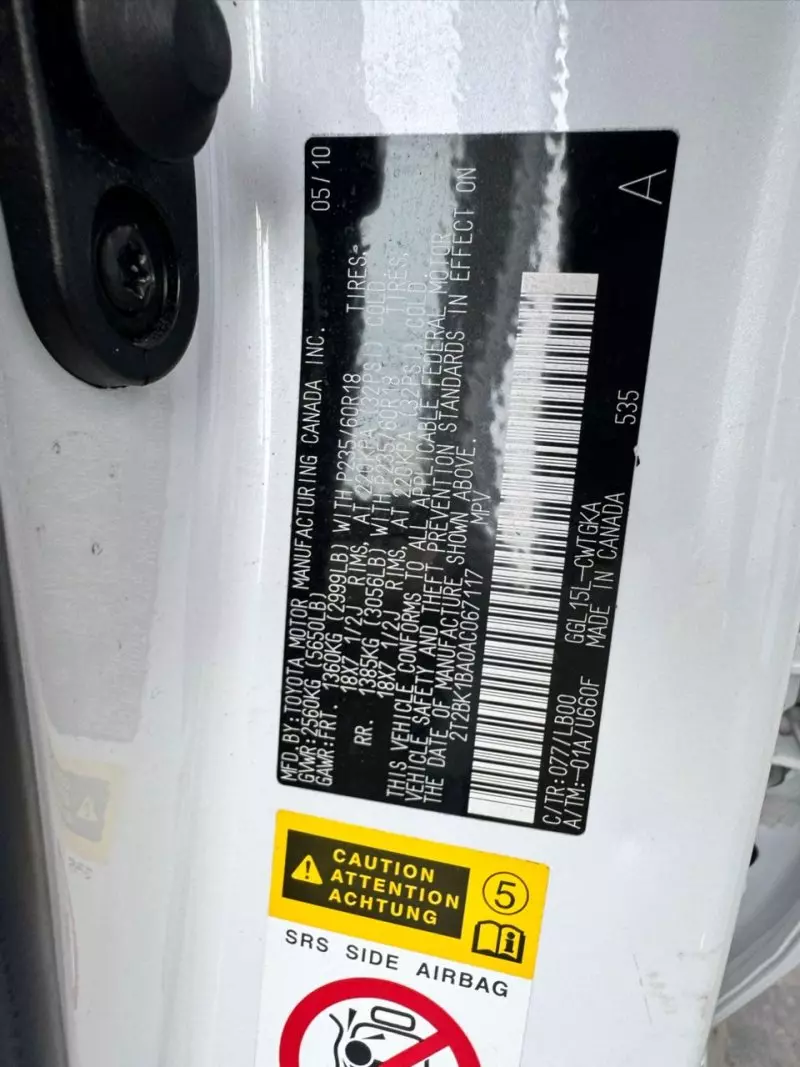 MFD. BY: TOYOTA MOTOR MANUFACTURING CANADA INC. 05/10
GVWR: 2560KG (5650LB)
GAWR: FRT. 1360KG (2999LB) WITH P235/60R18 TIRES,
18X7 1/2J RIMS, AT 220KPA (32PSI) COLD
RR. 1385KG (3056LB) WITH P235/60R18 TIRES,
18X7 1/2J RIMS, AT 220KPA (32PSI) COLD.
THIS VEHICLE CONFORMS TO ALL APPLICABLE FEDERAL MOTOR
VEHICLE SAFETY AND THEFT PREVENTION STANDARDS IN EFFECT ON
THE DATE OF MANUFACTURE SHOWN ABOVE.
2T2BK1BA0AC067117 MPV
A
C/TR: 077/LB00 GGL15L-CWTGKA 535
A/TM: -01A/U660F MADE IN CANADA
CAUTION
ATTENTION
ACHTUNG
5
SRS SIDE AIRBAG